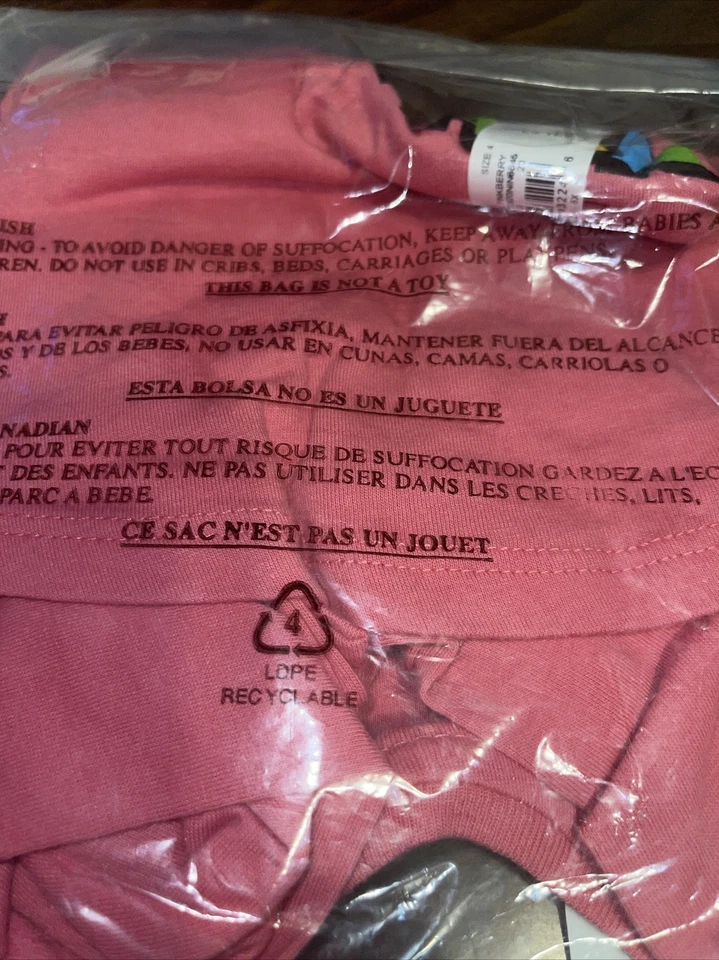 SIZE 4
NKBERRY
LISH
ING - TO AVOID DANGER OF SUFFOCATION, KEEP AWAY FROM BABIES A
REN. DO NOT USE IN CRIBS, BEDS, CARRIAGES OR PLAYPENS.
THIS BAG IS NOT A TOY
PARA EVITAR PELIGRO DE ASFIXIA, MANTENER FUERA DEL ALCANCE
OS Y DE LOS BEBES, NO USAR EN CUNAS, CAMAS, CARRIOLAS O
S.
ESTA BOLSA NO ES UN JUGUETE
NADIAN
POUR EVITER TOUT RISQUE DE SUFFOCATION GARDEZ A L'EC
T DES ENFANTS. NE PAS UTILISER DANS LES CRECHES, LITS,
PARC A BEBE.
CE SAC N'EST PAS UN JOUET
4
LDPE
RECYCLABLE